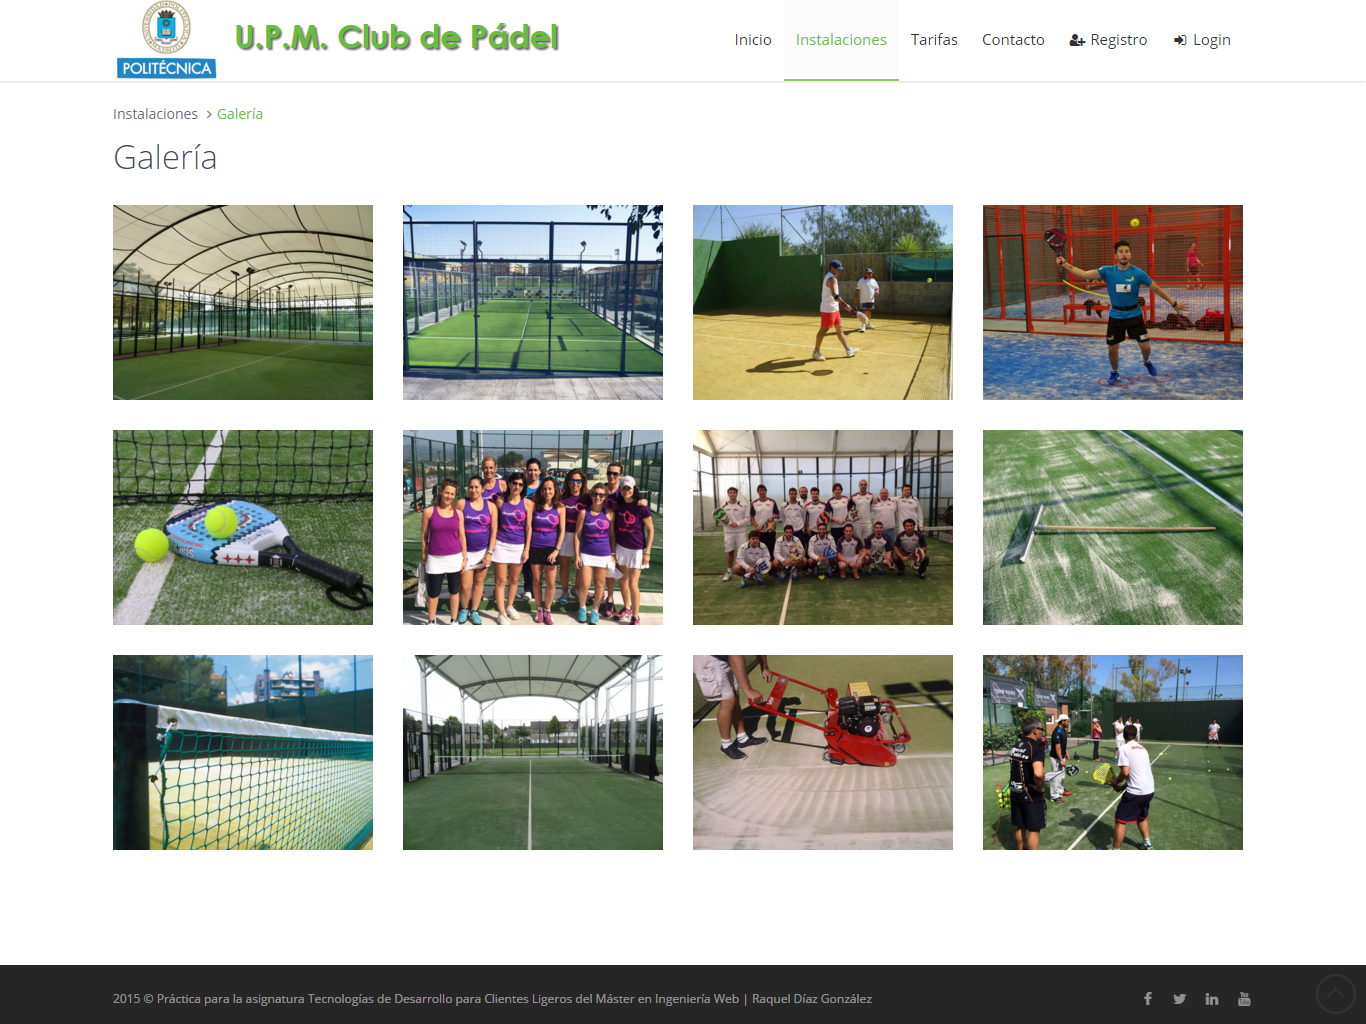 POLITÉCNICA
U.P.M. Club de Pádel
Inicio
Instalaciones
Tarifas
Contacto
Registro
Login
Instalaciones > Galería
Galería
2015 © Práctica para la asignatura Tecnologías de Desarrollo para Clientes Ligeros del Máster en Ingeniería Web | Raquel Díaz González